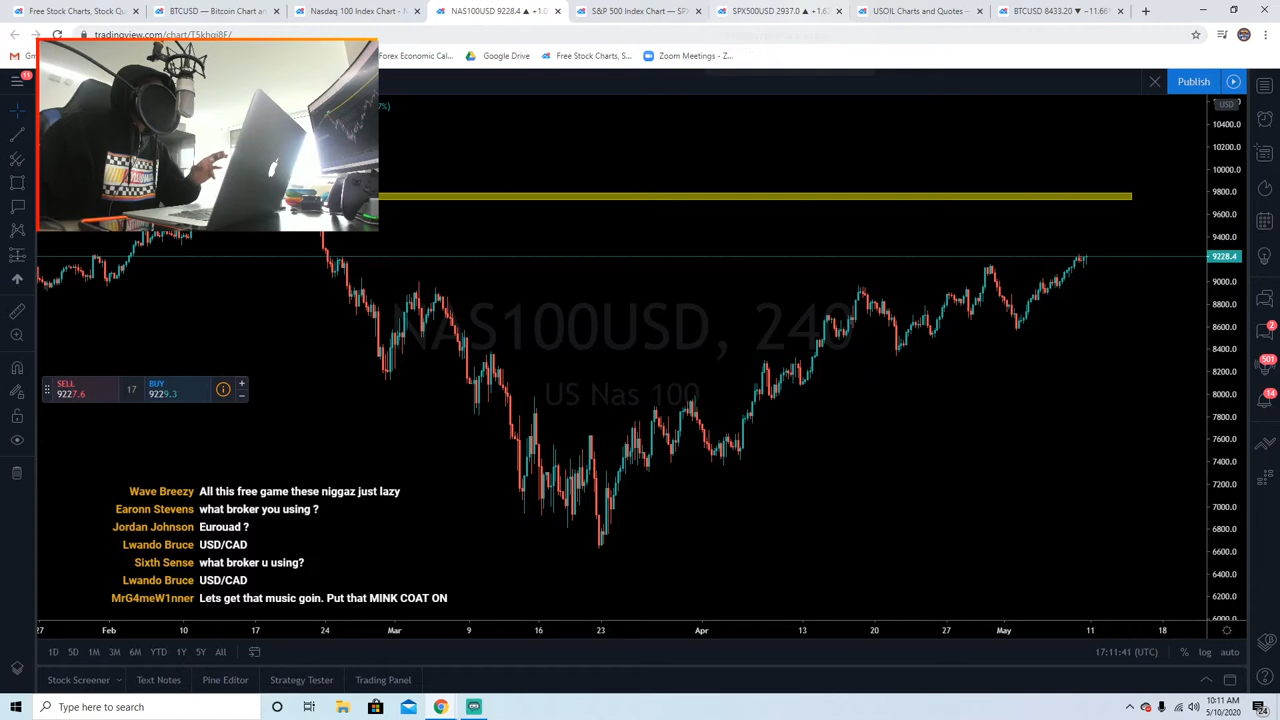 BTCUSD — Bitcoin Chart an
Nasdaq 100 Index Chart - N
NAS100USD 9228.4 ▲ +1.0
S&P 500 Index Chart — SPX
SPX500USD 2937.0 ▲ +1.6
USOIL Charts and Quotes —
BTCUSD 8433.20 ▼ −11.66
tradingview.com/chart/T5khqi8F/
Forex Economic Cal...
Google Drive
Free Stock Charts, S...
Zoom Meetings - Z...
11
Publish
USD
10400.0
10200.0
10000.0
9800.0
9600.0
9400.0
9228.4
9000.0
8800.0
8600.0
8400.0
8200.0
8000.0
7800.0
7600.0
7400.0
7200.0
7000.0
6800.0
6600.0
6400.0
6200.0
6000.0
NAS100USD, 240
US Nas 100
SELL
9227.6
17
BUY
9229.3
2
501
14
Wave Breezy All this free game these niggaz just lazy
Earonn Stevens what broker you using ?
Jordan Johnson Eurouad ?
Lwando Bruce USD/CAD
Sixth Sense what broker u using?
Lwando Bruce USD/CAD
MrG4meW1nner Lets get that music goin. Put that MINK COAT ON
27 Feb 10 17 24 Mar 9 16 23 Apr 13 20 27 May 11 18
1D 5D 1M 3M 6M YTD 1Y 5Y All
17:11:41 (UTC) % log auto
Stock Screener Text Notes Pine Editor Strategy Tester Trading Panel
Type here to search
10:11 AM
5/10/2020
24